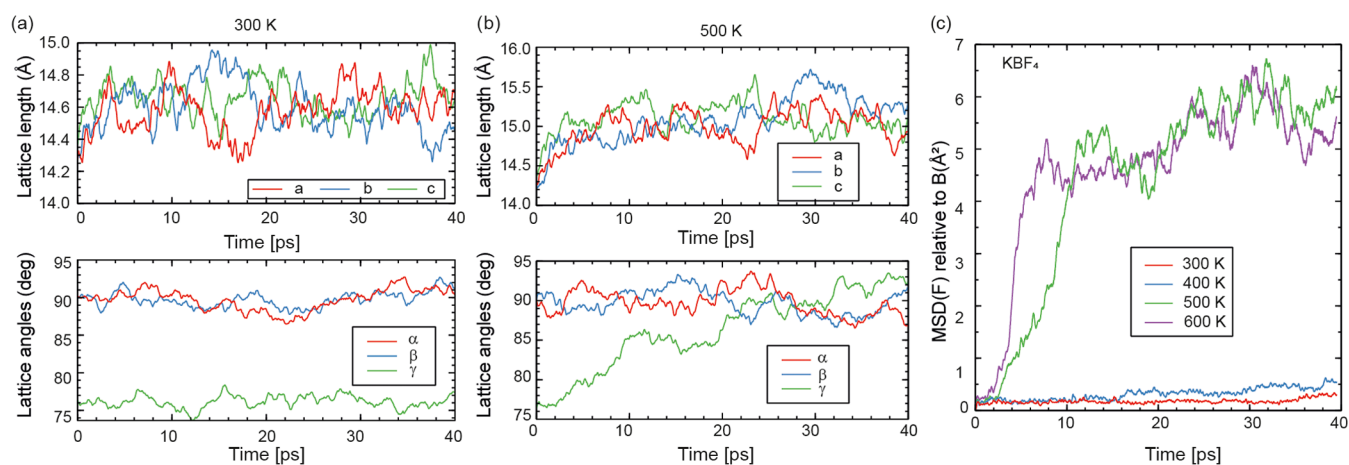 (a)
300 K
Lattice length (Å)
15.0
14.8
14.6
14.4
14.2
14.0
a b c
0 10 20 30 40
Time [ps]
Lattice angles (deg)
95
90
85
80
75
α
β
γ
0 10 22 30 40
Time [ps]
(b)
500 K
Lattice length (Å)
16.0
15.5
15.0
14.5
14.0
a
b
c
0 10 20 30 40
Time [ps]
Lattice angles (deg)
95
90
85
80
75
α
β
γ
0 10 22 30 40
Time [ps]
(c)
MSD(F) relative to B(Å²)
7
6
5
4
2
2
1
0
KBF₄
300 K
400 K
500 K
600 K
0 10 20 30 40
Time [ps]